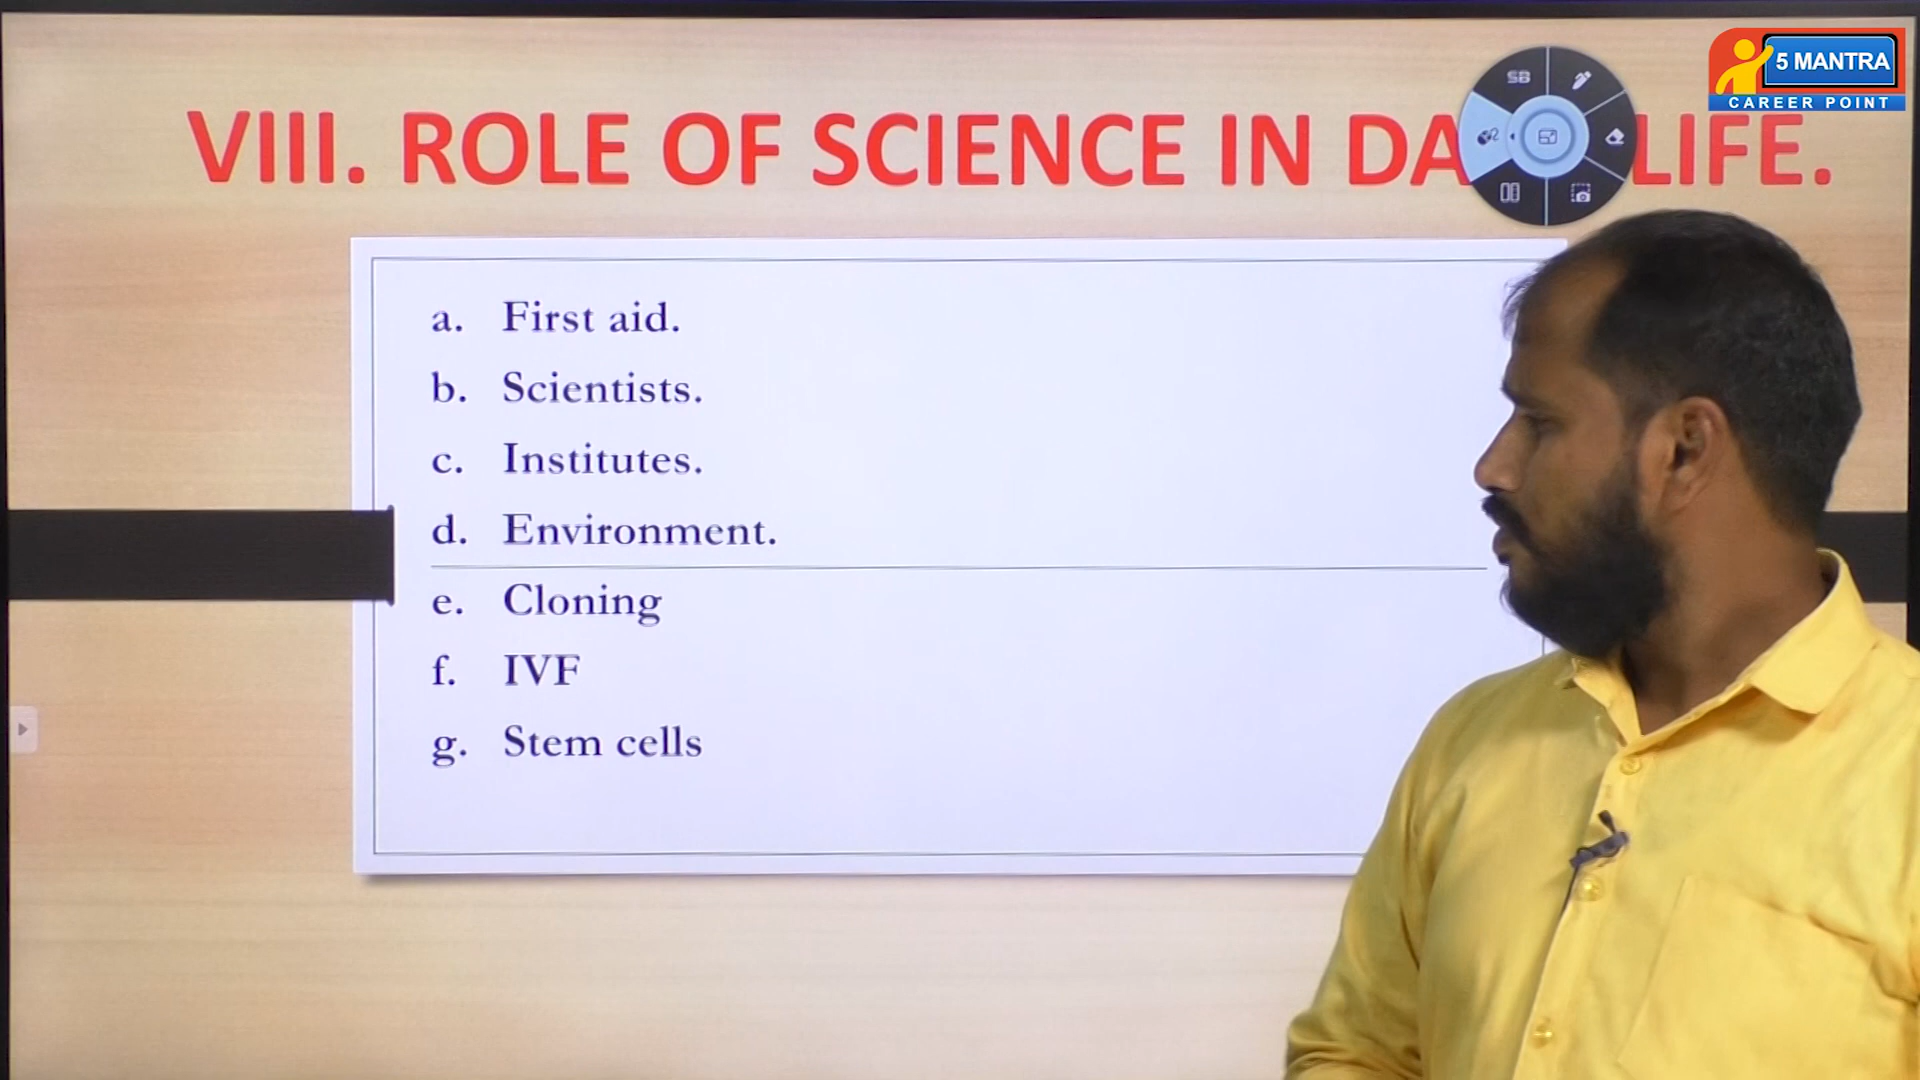 5 MANTRA
CAREER POINT
SB
VIII. ROLE OF SCIENCE IN DA LIFE.
a. First aid.
b. Scientists.
c. Institutes.
d. Environment.
e. Cloning
f. IVF
g. Stem cells